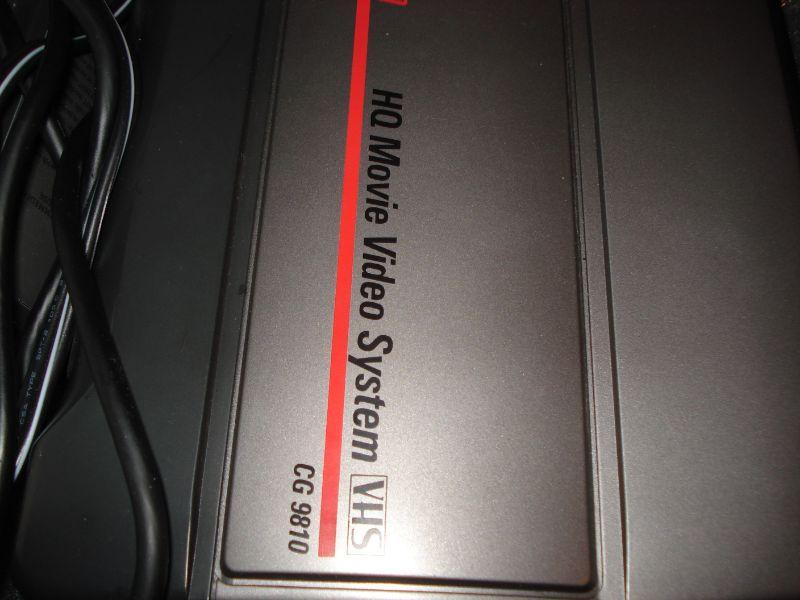 HQ Movie Video System VHS
CG 9810